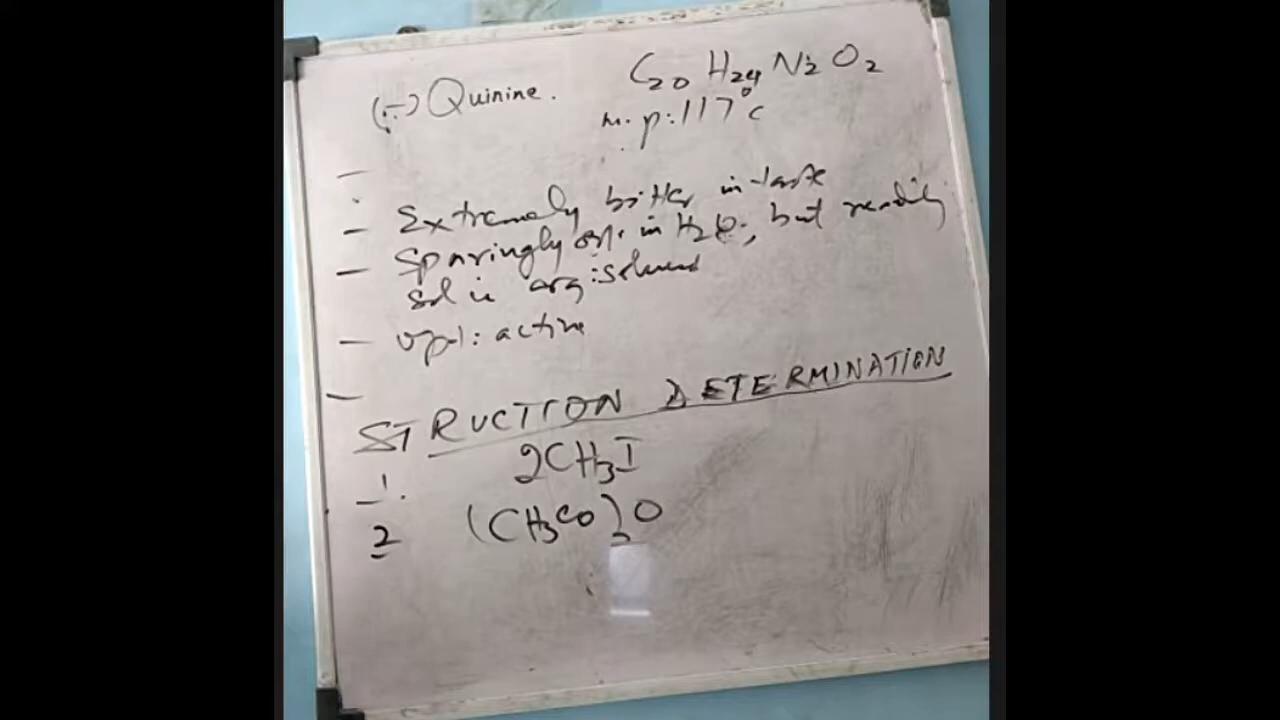 (-) Quinine. C20 H24 N2 O2
m.p: 117°c
- Extremely bitter in taste
- Sparingly sol. in H2O, but readily
sol in org: solvent
- opt: active
-
STRUCTION DETERMINATION
1. 2CH3I
2 (CH3CO)2O